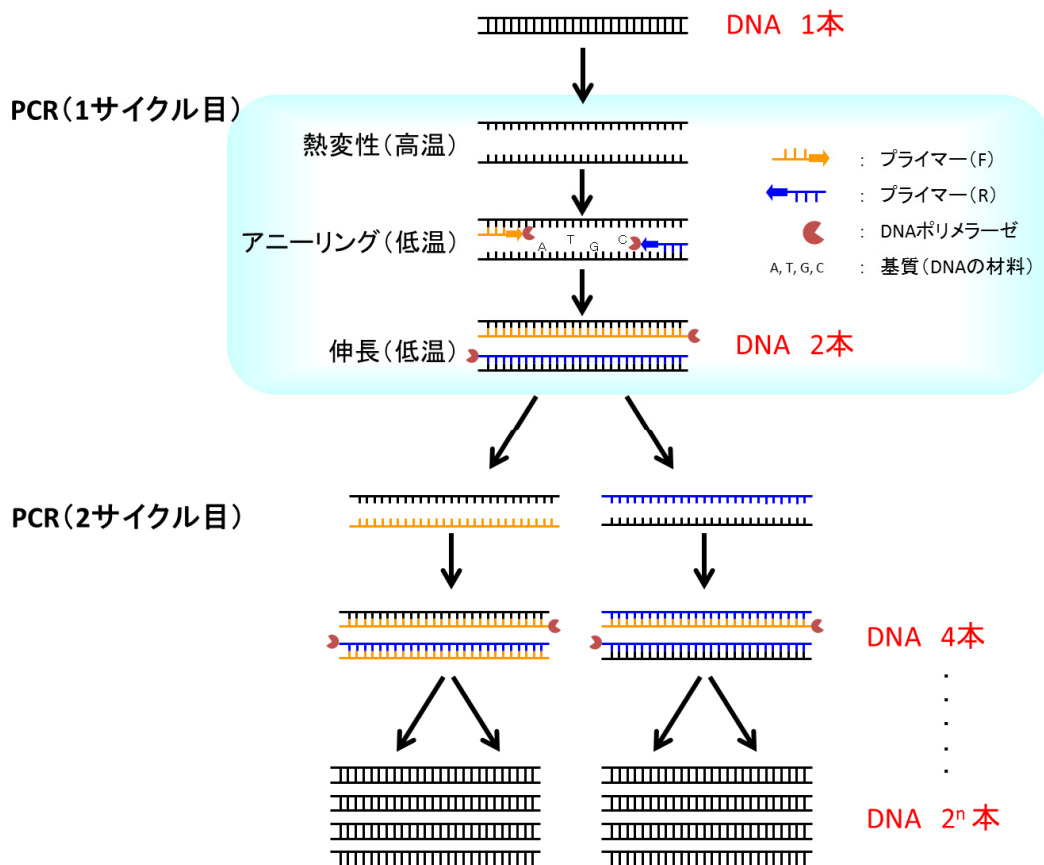 DNA 1本
PCR(1サイクル目)
熱変性(高温)
: プライマー(F)
: プライマー(R)
アニーリング(低温)
A T G C
: DNAポリメラーゼ
A, T, G, C : 基質(DNAの材料)
伸長(低温)
DNA 2本
PCR(2サイクル目)
DNA 4本
・
・
・
・
・
DNA 2ⁿ 本